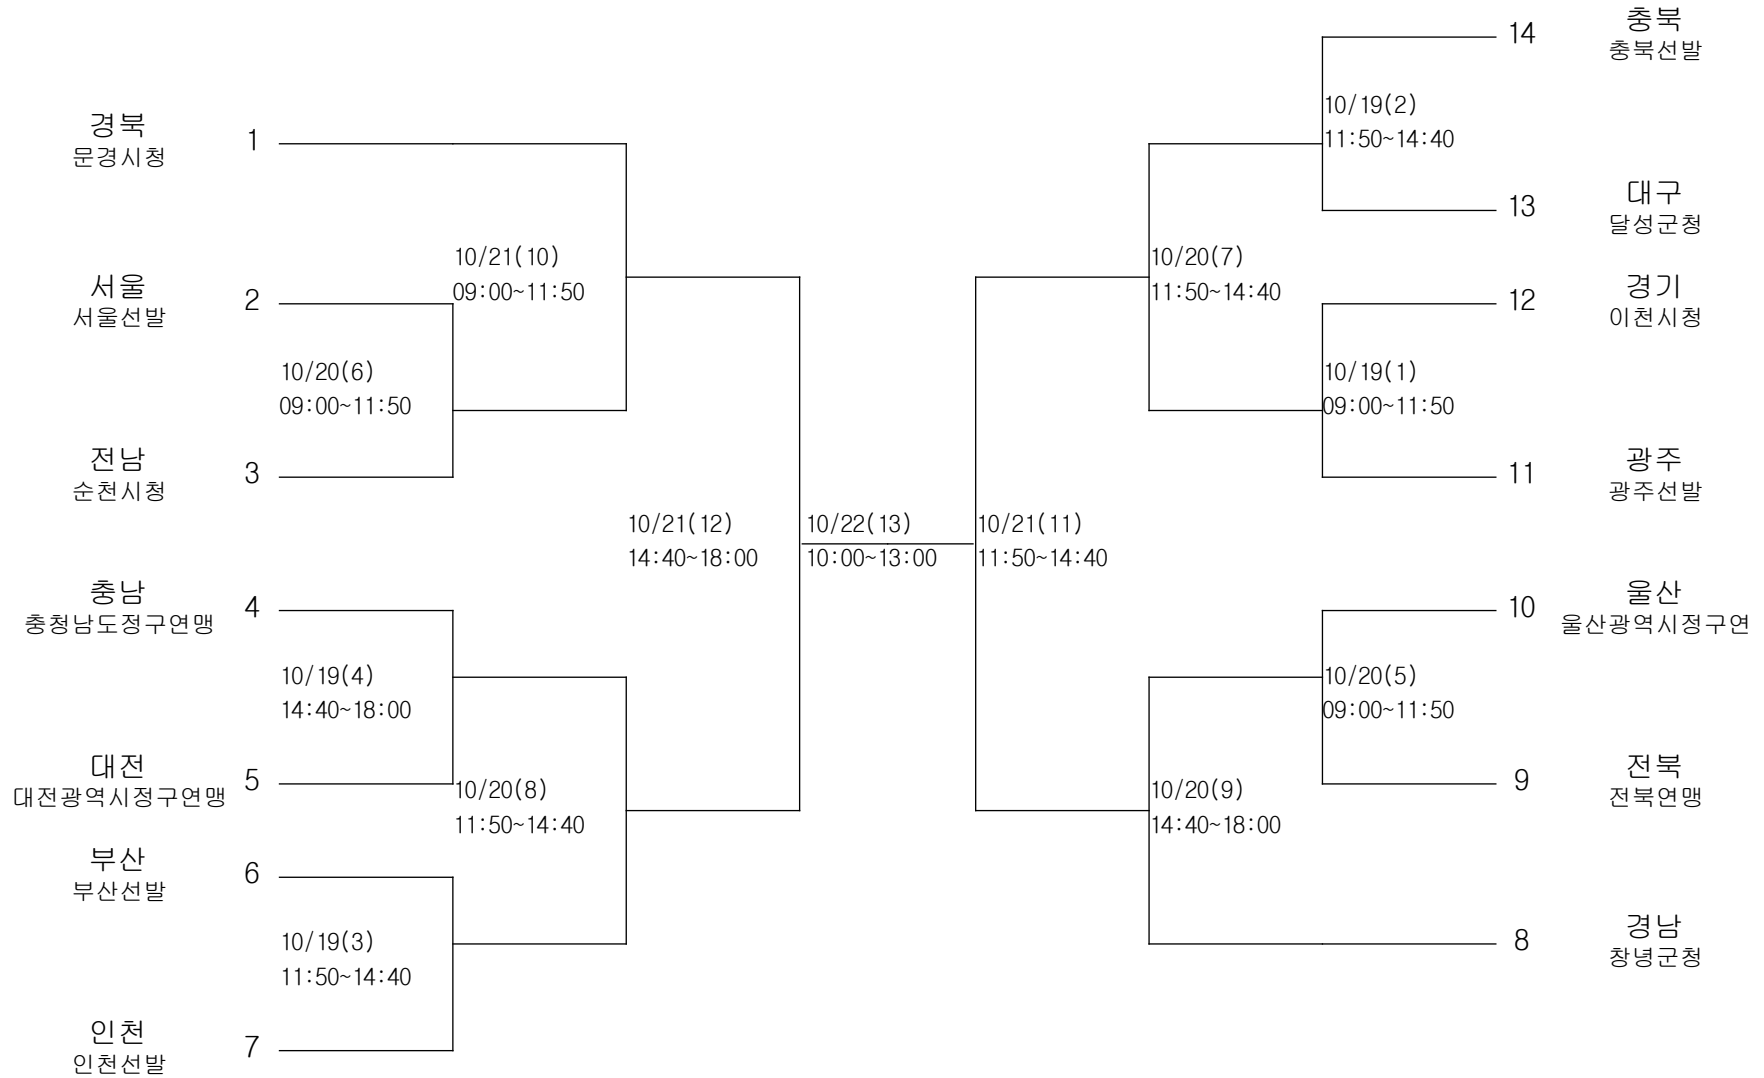 경북
문경시청
1
서울
서울선발
2
전남
순천시청
3
충남
충청남도정구연맹
4
대전
대전광역시정구연맹
5
부산
부산선발
6
인천
인천선발
7
10/20(6)
09:00~11:50
10/19(4)
14:40~18:00
10/19(3)
11:50~14:40
10/21(10)
09:00~11:50
10/20(8)
11:50~14:40
10/21(12)
14:40~18:00
10/22(13)
10:00~13:00
10/21(11)
11:50~14:40
10/20(7)
11:50~14:40
10/20(9)
14:40~18:00
10/19(2)
11:50~14:40
10/19(1)
09:00~11:50
10/20(5)
09:00~11:50
14
충북
충북선발
13
대구
달성군청
12
경기
이천시청
11
광주
광주선발
10
울산
울산광역시정구연
9
전북
전북연맹
8
경남
창녕군청